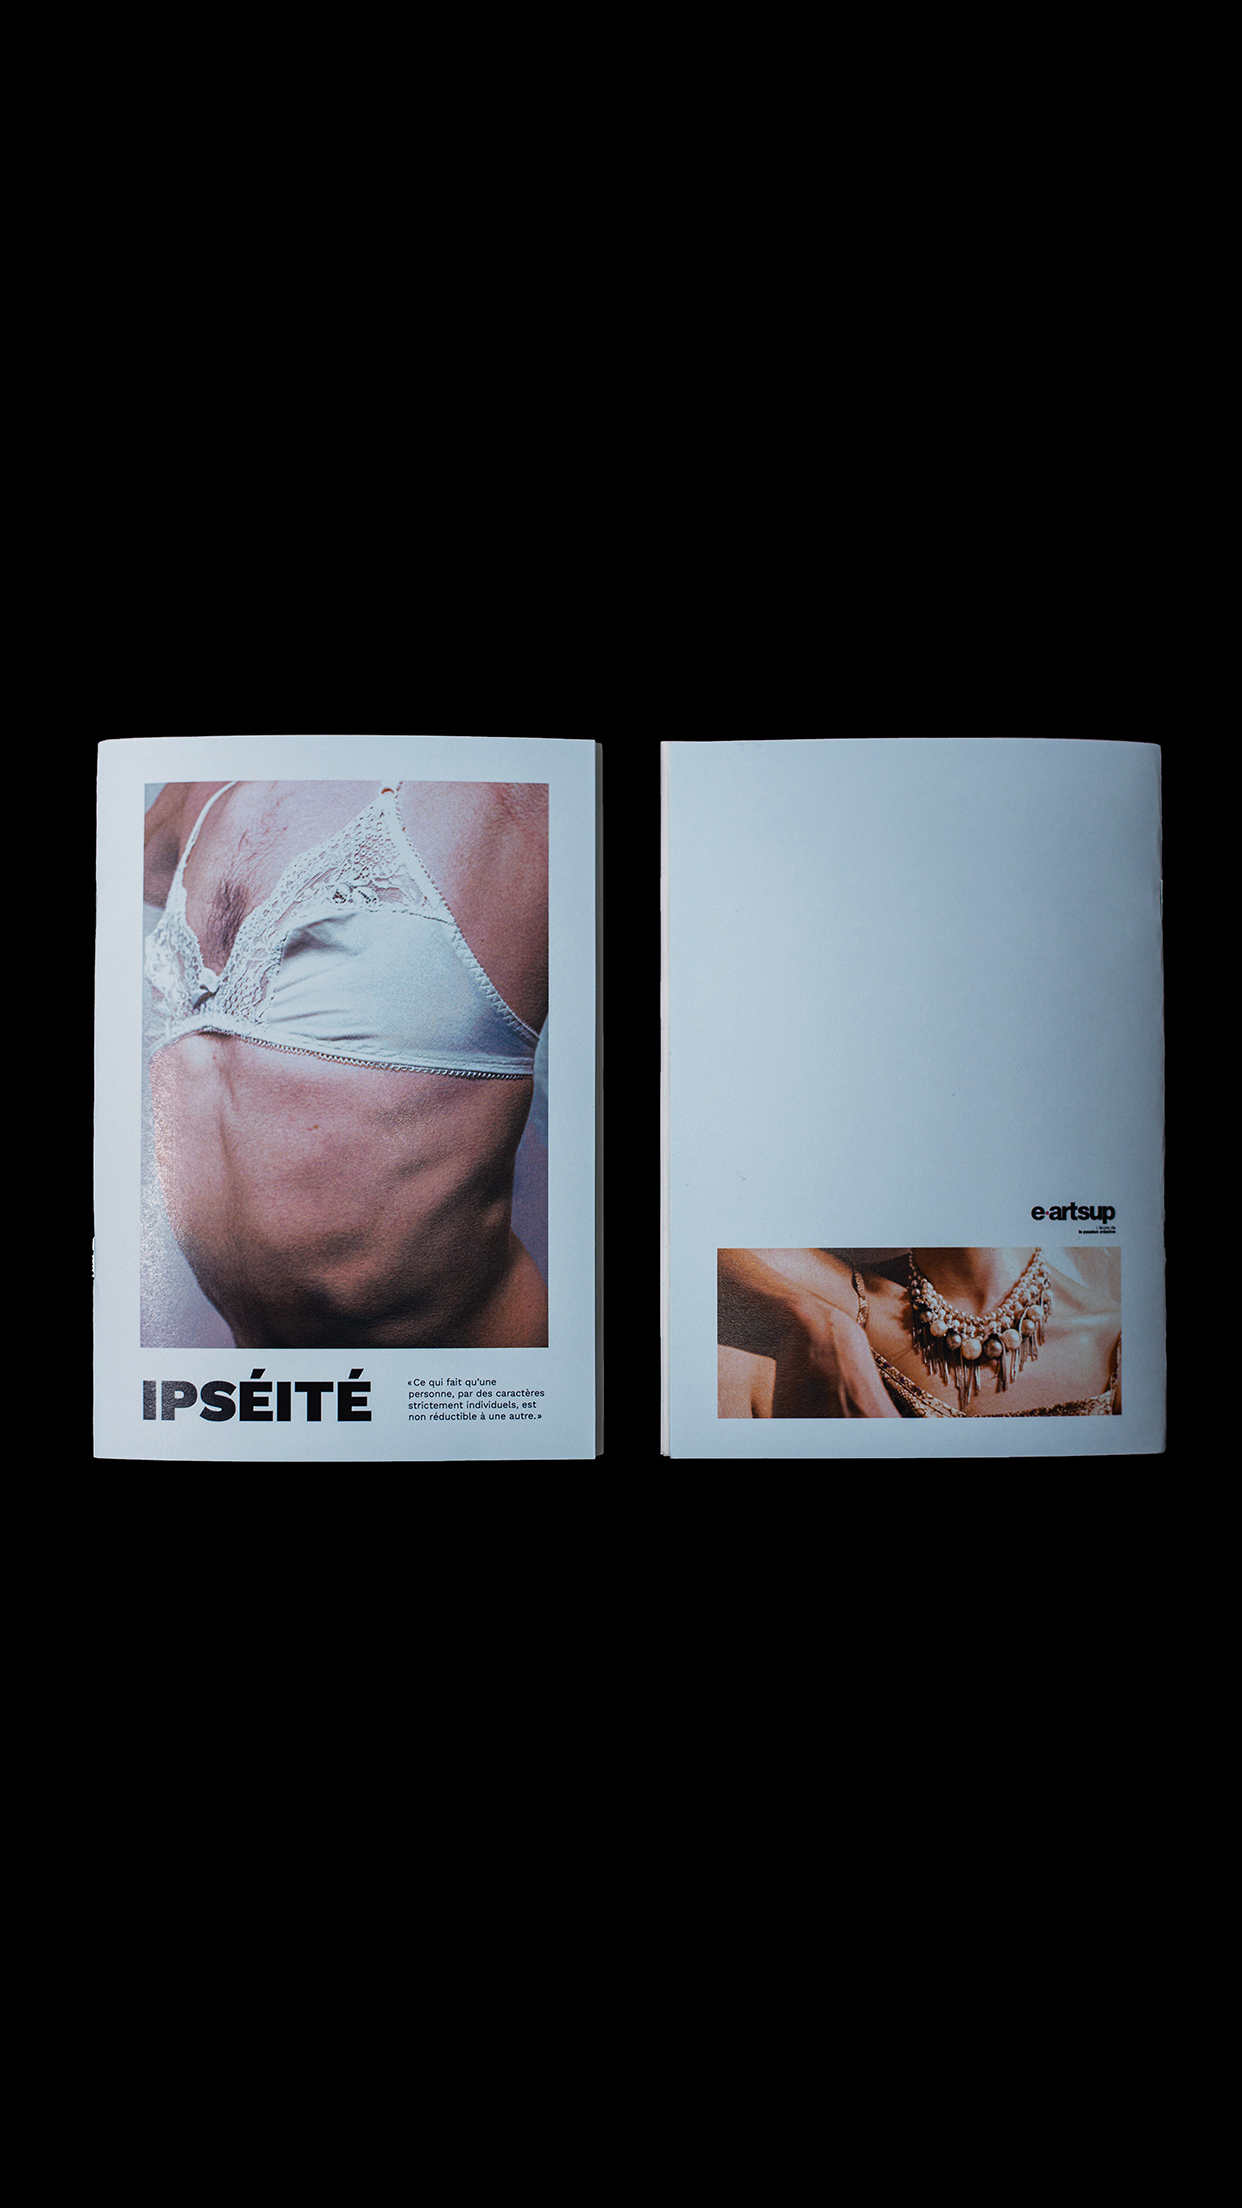 IPSÉITÉ
«Ce qui fait qu'une
personne, par des caractères
strictement individuels, est
non réductible à une autre.»
e·artsup
L'école de
la passion créative